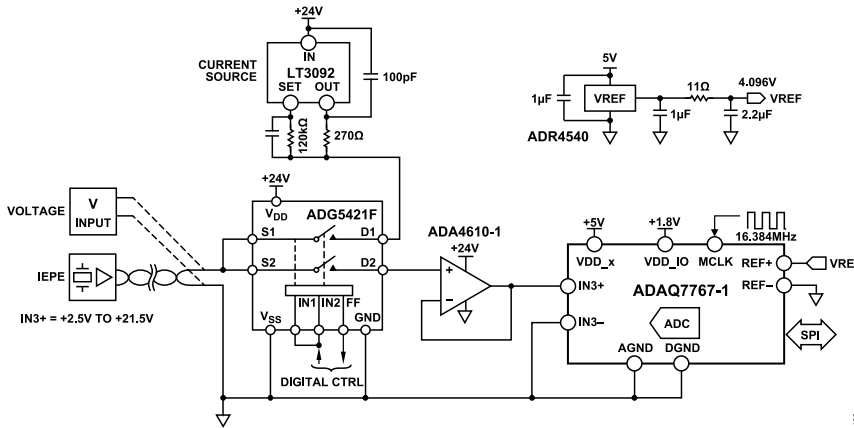 +24V
CURRENT
SOURCE
IN
LT3092
SET OUT
100pF
120kΩ
270Ω
5V
1µF
VREF
11Ω
4.096V
VREF
1µF
2.2µF
ADR4540
+24V
VDD
ADG5421F
VOLTAGE
V
INPUT
S1
D1
S2
D2
IEPE
IN3+ = +2.5V TO +21.5V
IN1 IN2 FF
VSS
GND
DIGITAL CTRL
ADA4610-1
+24V
+
−
+5V
+1.8V
16.384MHz
VDD_x
VDD_IO
MCLK
REF+
VRE
REF−
IN3+
ADAQ7767-1
IN3−
ADC
SPI
AGND
DGND